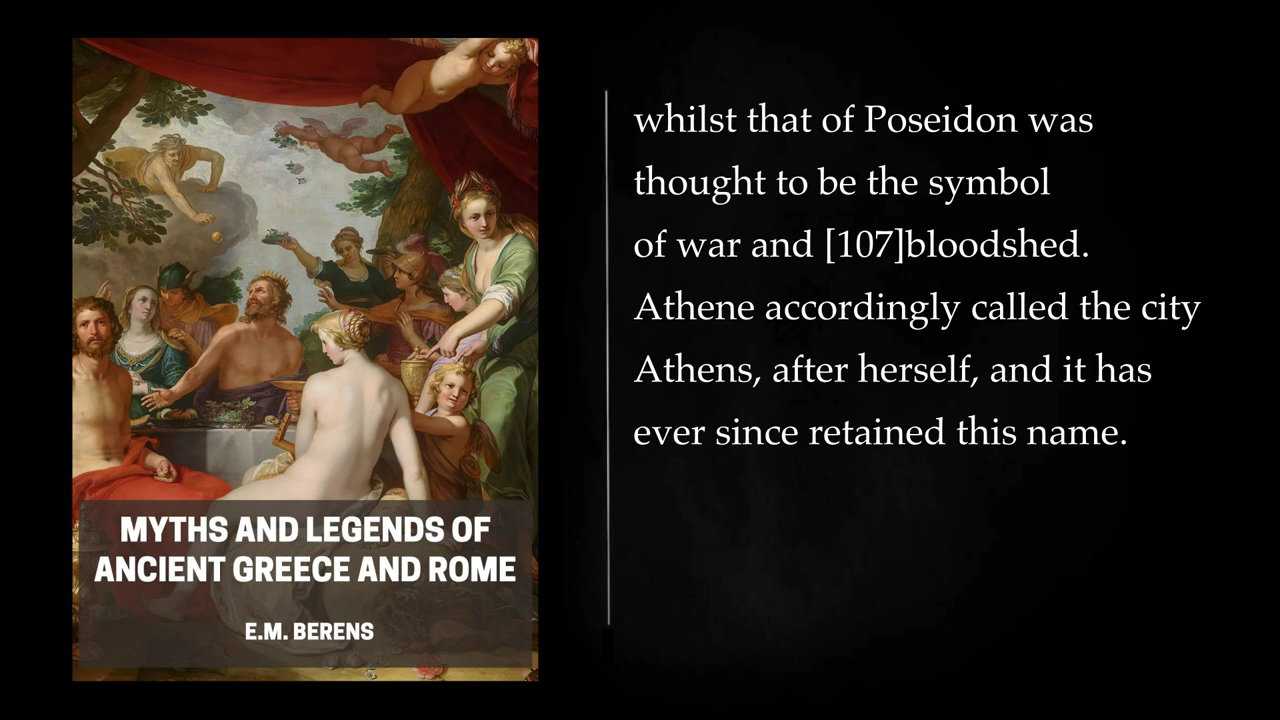 MYTHS AND LEGENDS OF
ANCIENT GREECE AND ROME
E.M. BERENS
whilst that of Poseidon was
thought to be the symbol
of war and [107]bloodshed.
Athene accordingly called the city
Athens, after herself, and it has
ever since retained this name.